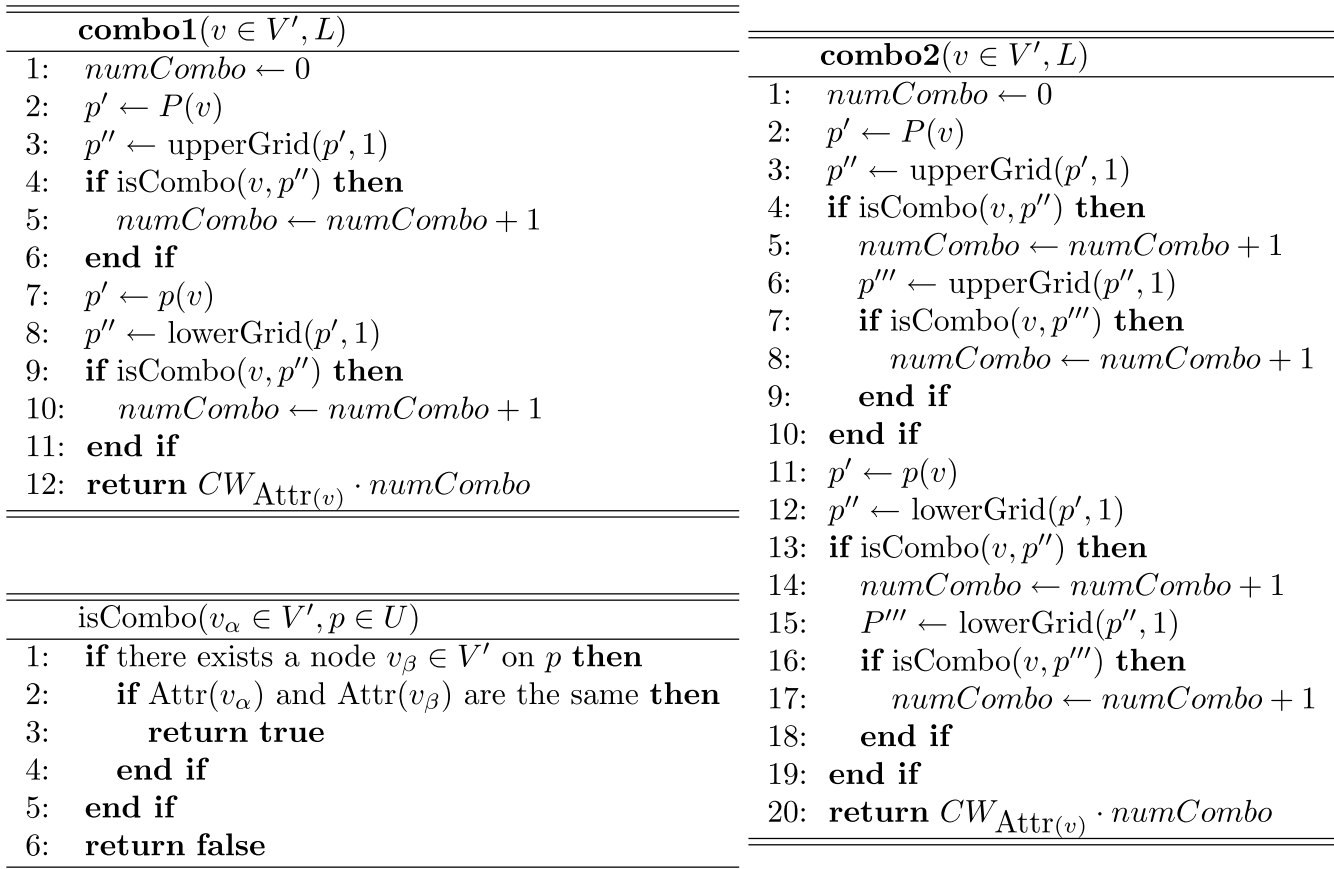 combo1(v ∈ V′, L)
1: numCombo ← 0
2: p′ ← P(v)
3: p′′ ← upperGrid(p′, 1)
4: if isCombo(v, p′′) then
5: numCombo ← numCombo + 1
6: end if
7: p′ ← p(v)
8: p′′ ← lowerGrid(p′, 1)
9: if isCombo(v, p′′) then
10: numCombo ← numCombo + 1
11: end if
12: return CW_Attr(v) · numCombo
isCombo(v_α ∈ V′, p ∈ U)
1: if there exists a node v_β ∈ V′ on p then
2: if Attr(v_α) and Attr(v_β) are the same then
3: return true
4: end if
5: end if
6: return false
combo2(v ∈ V′, L)
1: numCombo ← 0
2: p′ ← P(v)
3: p′′ ← upperGrid(p′, 1)
4: if isCombo(v, p′′) then
5: numCombo ← numCombo + 1
6: p′′′ ← upperGrid(p′′, 1)
7: if isCombo(v, p′′′) then
8: numCombo ← numCombo + 1
9: end if
10: end if
11: p′ ← p(v)
12: p′′ ← lowerGrid(p′, 1)
13: if isCombo(v, p′′) then
14: numCombo ← numCombo + 1
15: P′′′ ← lowerGrid(p′′, 1)
16: if isCombo(v, p′′′) then
17: numCombo ← numCombo + 1
18: end if
19: end if
20: return CW_Attr(v) · numCombo